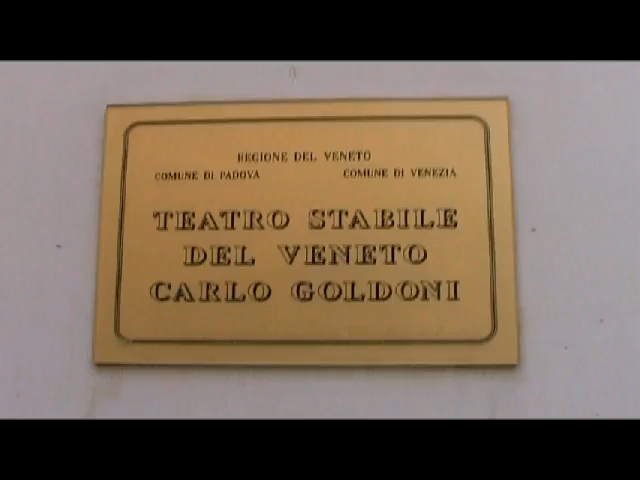 REGIONE DEL VENETO
COMUNE DI PADOVA COMUNE DI VENEZIA
TEATRO STABILE
DEL VENETO
CARLO GOLDONI